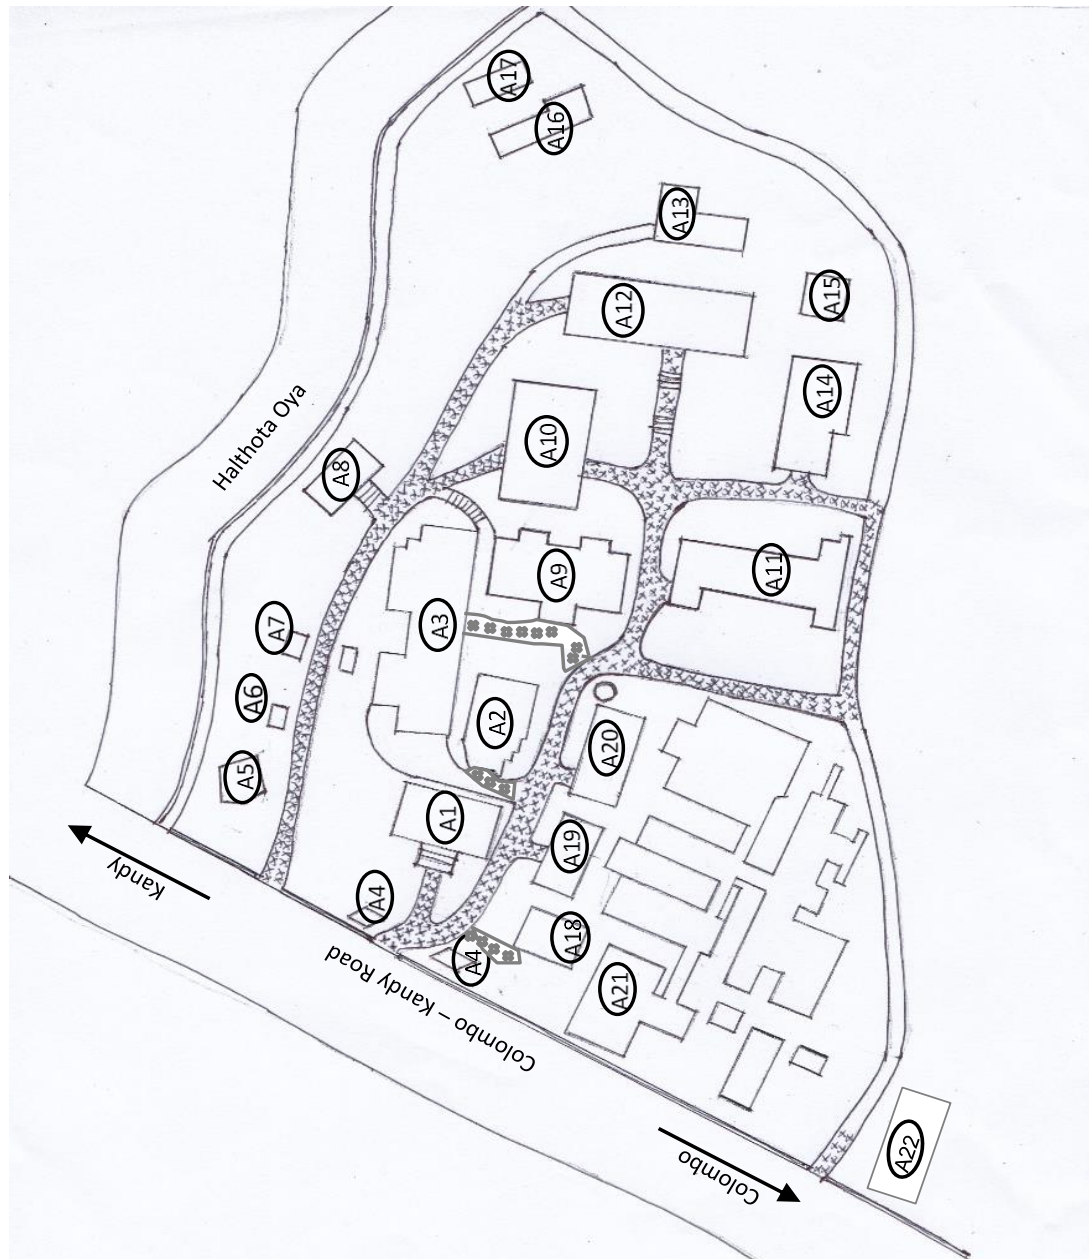 A17
A16
A13
A15
A12
A14
Halthota Oya
A10
A8
A9
A11
A7
A3
A6
A2
A5
A20
A1
A19
Kandy
A4
A18
A4
A21
Colombo – Kandy Road
Colombo
A22